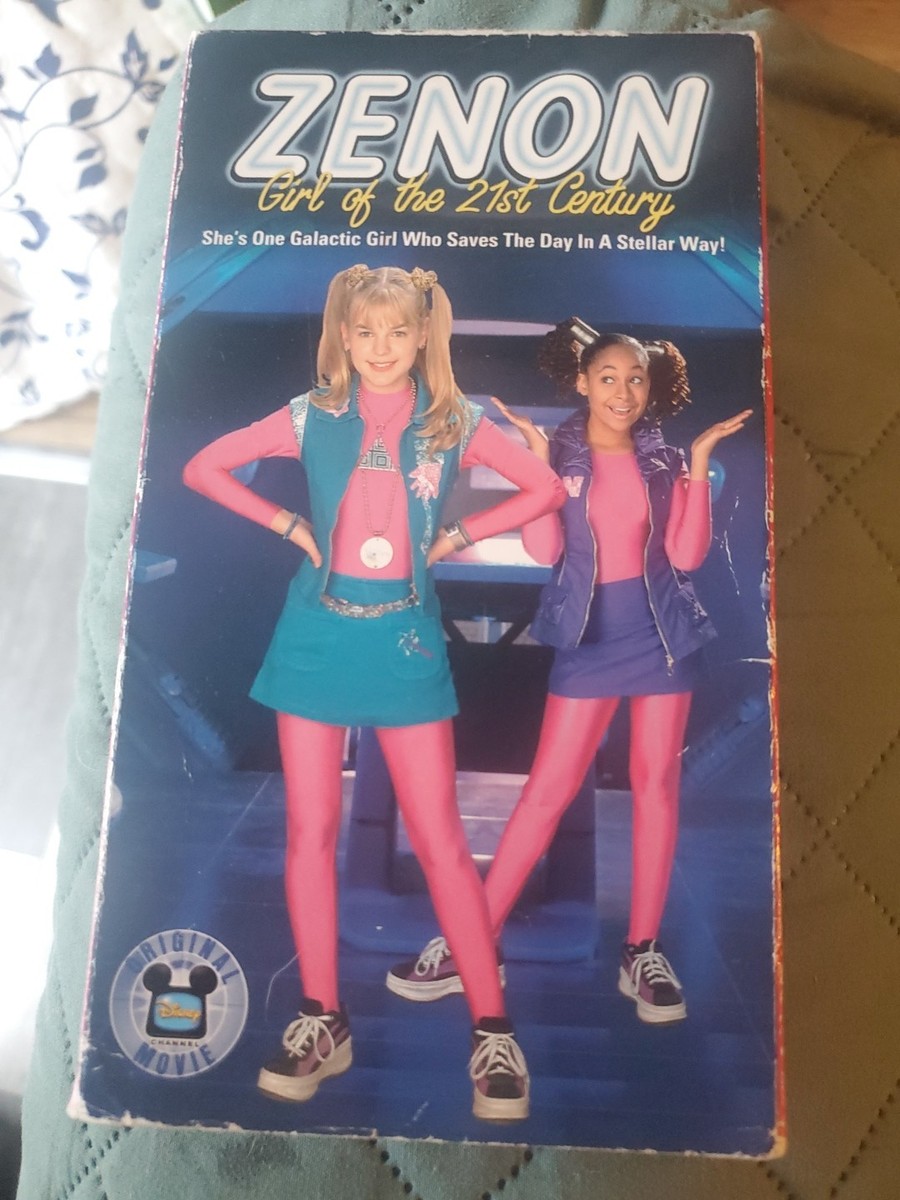 ZENON
Girl of the 21st Century
She's One Galactic Girl Who Saves The Day In A Stellar Way!
ORIGINAL
Disney
CHANNEL
MOVIE